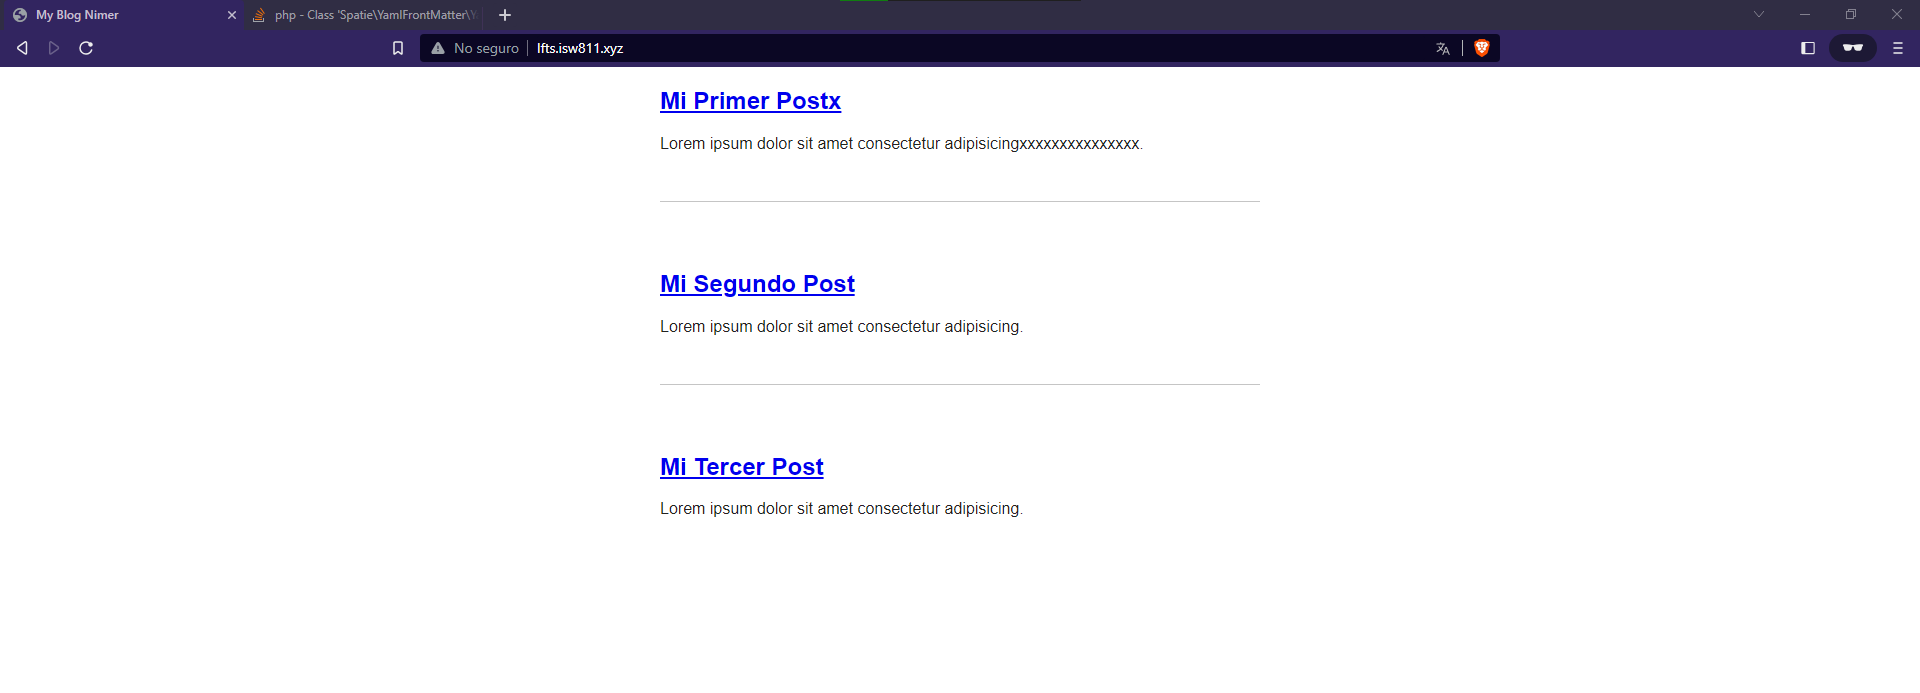 My Blog Nimer
php - Class 'Spatie\YamlFrontMatter\Y
No seguro
lfts.isw811.xyz
Mi Primer Postx
Lorem ipsum dolor sit amet consectetur adipisicingxxxxxxxxxxxxxxx.
Mi Segundo Post
Lorem ipsum dolor sit amet consectetur adipisicing.
Mi Tercer Post
Lorem ipsum dolor sit amet consectetur adipisicing.